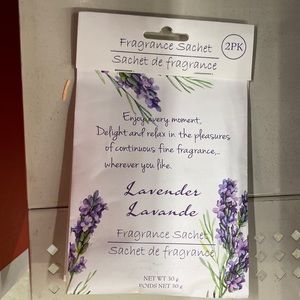 Fragrance Sachet
Sachet de fragrance
2PK
Enjoy every moment,
Delight and relax in the pleasures
of continuous fine fragrance,..
wherever you like.
Lavender
Lavande
Fragrance Sachet
Sachet de fragrance
NET WT 30 g
POIDS NET 30 g